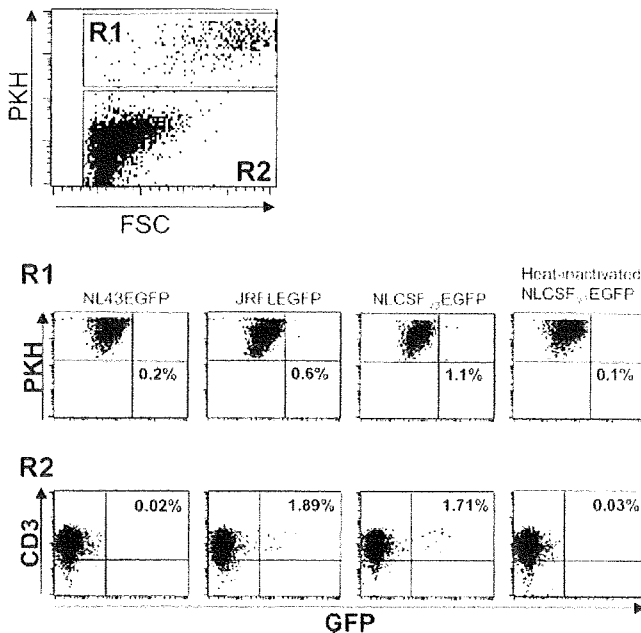 R1
PKH
R2
FSC
R1
NL43EGFP
JRFLEGFP
NLCSF EGFP
Heat-inactivated
NLCSF EGFP
PKH
0.2%
0.6%
1.1%
0.1%
R2
CD3
0.02%
1.89%
1.71%
0.03%
GFP